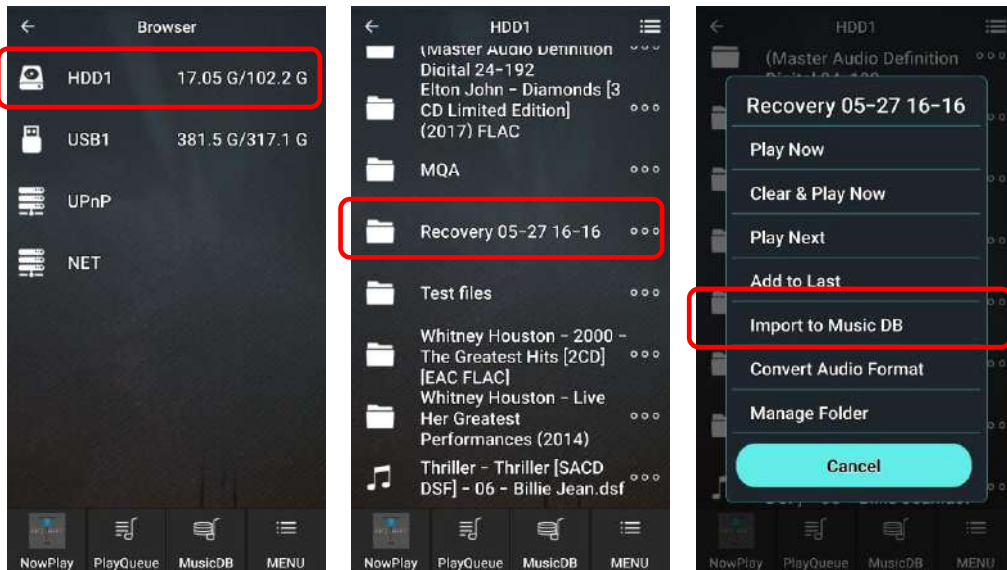 Browser
HDD1 17.05 G/102.2 G
USB1 381.5 G/317.1 G
UPnP
NET
NowPlay PlayQueue MusicDB MENU
HDD1
(Master Audio Definition
Digital 24-192
Elton John - Diamonds [3
CD Limited Edition]
(2017) FLAC
MQA
Recovery 05-27 16-16
Test files
Whitney Houston - 2000 -
The Greatest Hits [2CD]
[EAC FLAC]
Whitney Houston - Live
Her Greatest
Performances (2014)
Thriller - Thriller [SACD
DSF] - 06 - Billie Jean.dsf
NowPlay PlayQueue MusicDB MENU
HDD1
(Master Audio Definition
Recovery 05-27 16-16
Play Now
Clear & Play Now
Play Next
Add to Last
Import to Music DB
Convert Audio Format
Manage Folder
Cancel
NowPlay PlayQueue MusicDB MENU